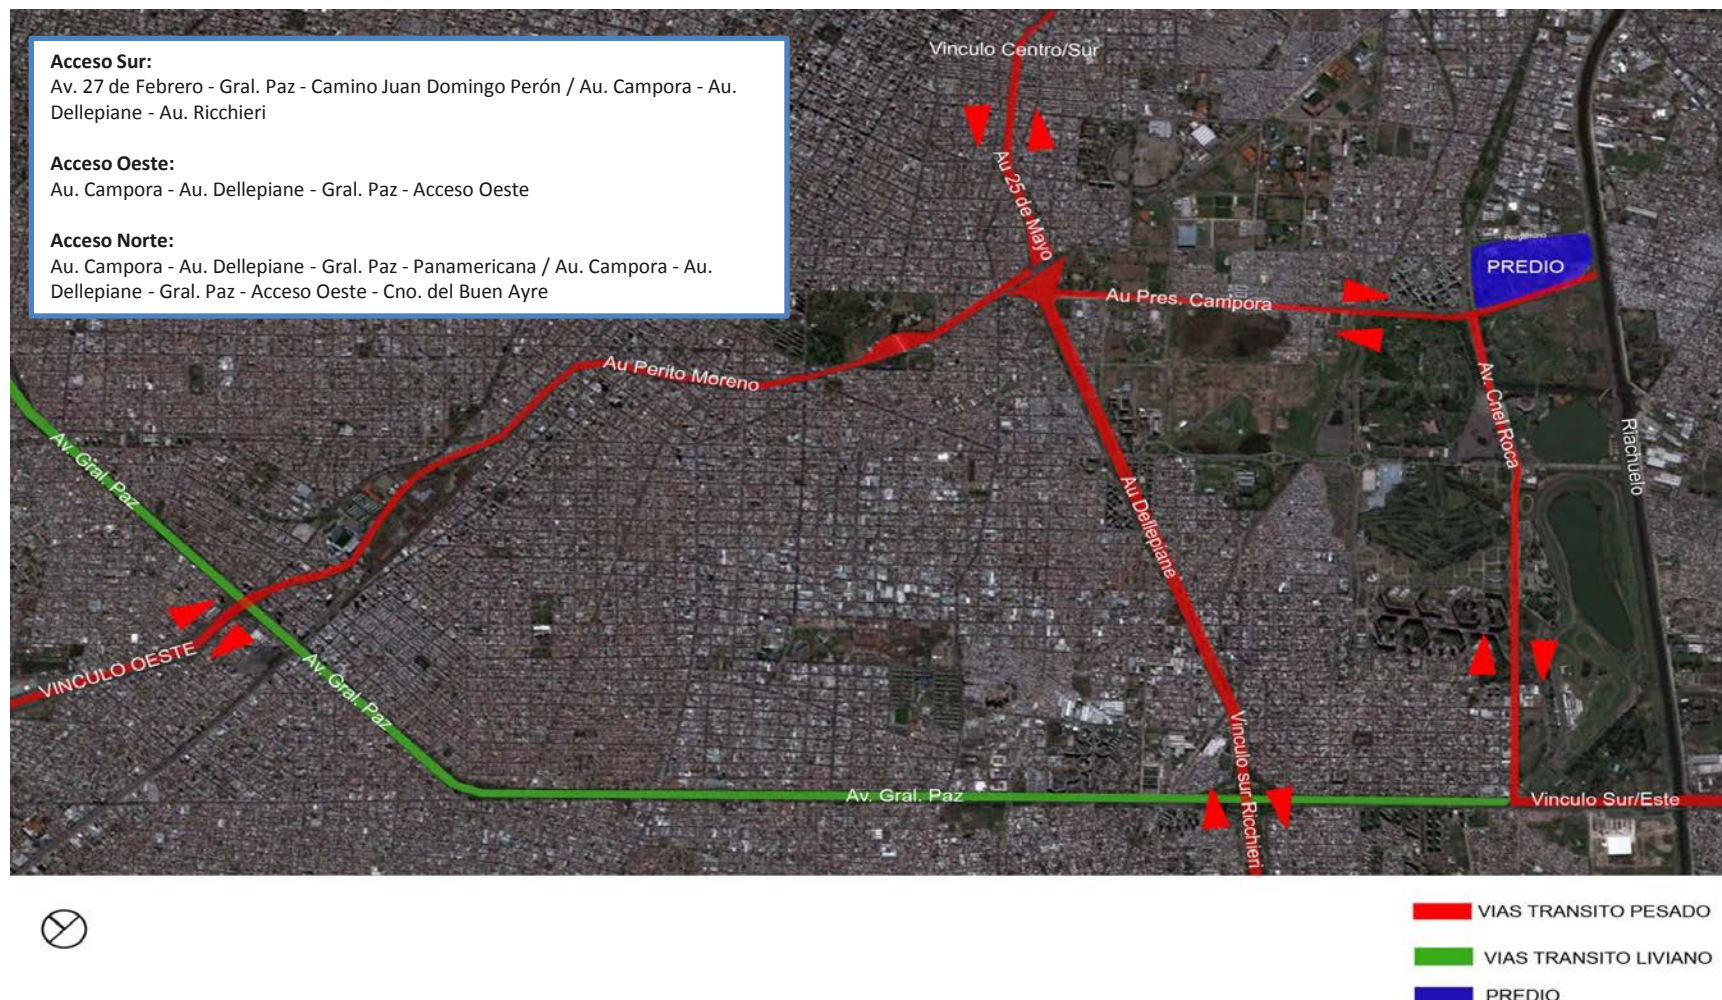 Acceso Sur:
Av. 27 de Febrero - Gral. Paz - Camino Juan Domingo Perón / Au. Campora - Au.
Dellepiane - Au. Ricchieri
Acceso Oeste:
Au. Campora - Au. Dellepiane - Gral. Paz - Acceso Oeste
Acceso Norte:
Au. Campora - Au. Dellepiane - Gral. Paz - Panamericana / Au. Campora - Au.
Dellepiane - Gral. Paz - Acceso Oeste - Cno. del Buen Ayre
Vinculo Centro/Sur
Au 25 de Mayo
PREDIO
Au Pres. Campora
Au Perito Moreno
Av. Cnel Roca
Riachuelo
Av. Gral. Paz
Au Dellepiane
VINCULO OESTE
Av. Gral. Paz
Vinculo sur Ricchieri
Av. Gral. Paz
Vinculo Sur/Este
VIAS TRANSITO PESADO
VIAS TRANSITO LIVIANO
PREDIO